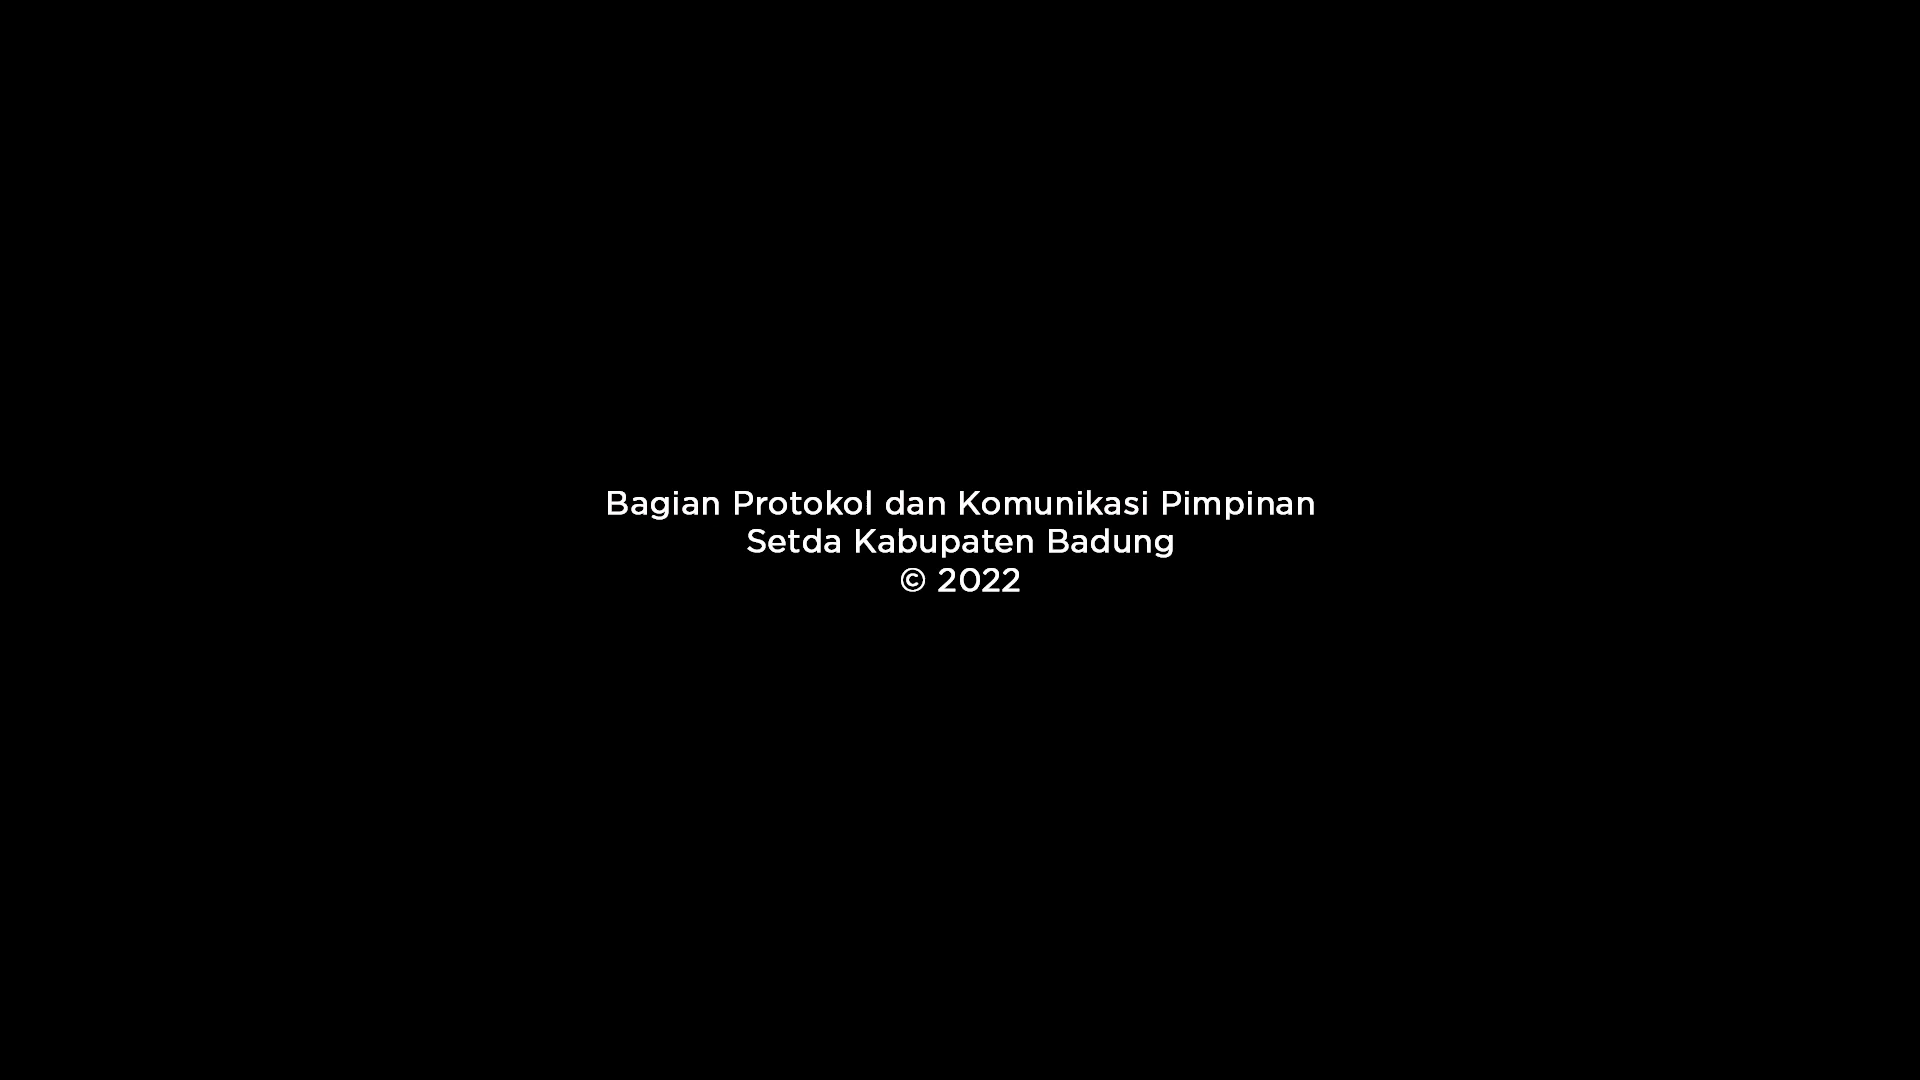 Bagian Protokol dan Komunikasi Pimpinan
Setda Kabupaten Badung
© 2022